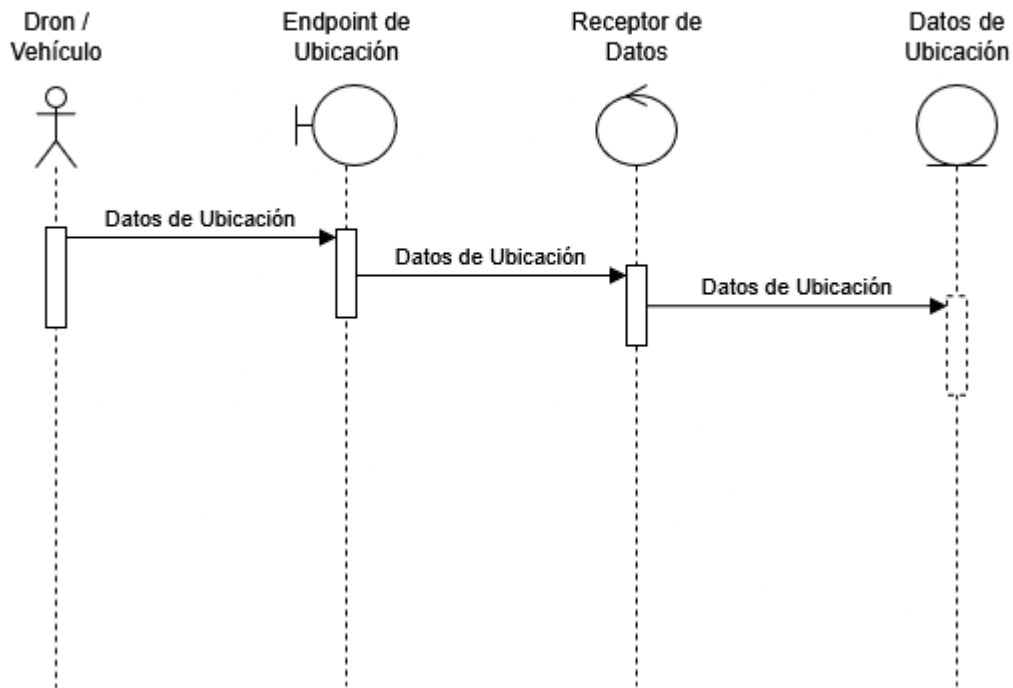 Dron /
Vehículo
Endpoint de
Ubicación
Receptor de
Datos
Datos de
Ubicación
Datos de Ubicación
Datos de Ubicación
Datos de Ubicación